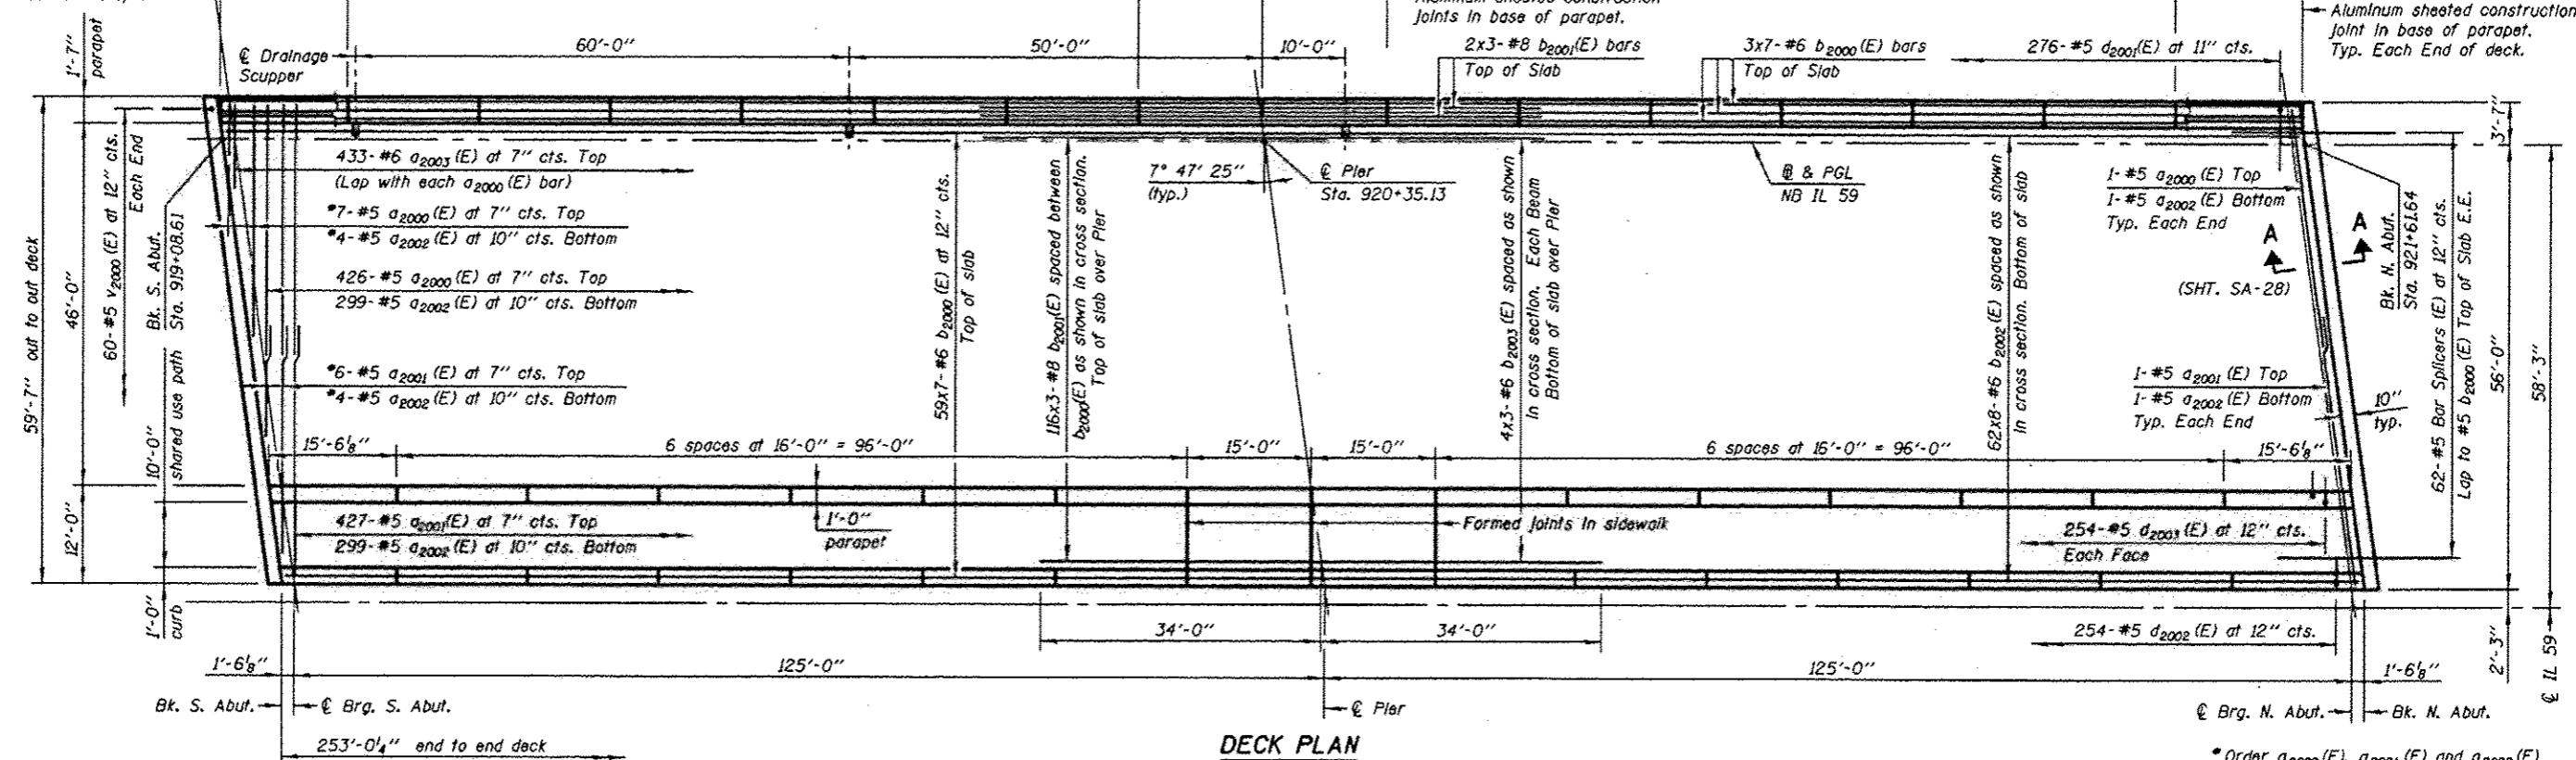 joints in base of parapet.
Aluminum sheeted construction
joint in base of parapet.
Typ. Each End of deck.
1'-7"
parapet
℄ Drainage
Scupper
60'-0"
50'-0"
10'-0"
2x3-#8 b2001(E) bars
Top of Slab
3x7-#6 b2000(E) bars
Top of Slab
276-#5 d2001(E) at 11" cts.
3'-7"
59'-7" out to out deck
46'-0"
12'-0"
60-#5 v2000(E) at 12" cts.
Each End
Bk. S. Abut.
Sta. 919+08.61
10'-0"
shared use path
1'-0"
curb
433-#6 a2003(E) at 7" cts. Top
(Lap with each a2000(E) bar)
*7-#5 a2000(E) at 7" cts. Top
*4-#5 a2002(E) at 10" cts. Bottom
426-#5 a2000(E) at 7" cts. Top
299-#5 a2002(E) at 10" cts. Bottom
*6-#5 a2001(E) at 7" cts. Top
*4-#5 a2002(E) at 10" cts. Bottom
59x7-#6 b2000(E) at 12" cts.
Top of slab
116x3-#8 b2001(E) spaced between
b2000(E) as shown in cross section.
Top of slab over Pier
7° 47' 25"
(typ.)
℄ Pier
Sta. 920+35.13
4x3-#6 b2003(E) spaced as shown
in cross section. Each Beam
Bottom of slab over Pier
B & PGL
NB IL 59
62x8-#6 b2002(E) spaced as shown
in cross section. Bottom of slab
1-#5 a2000(E) Top
1-#5 a2002(E) Bottom
Typ. Each End
A
A
(SHT. SA-28)
Bk. N. Abut.
Sta. 921+61.64
62-#5 Bar Splicers (E) at 12" cts.
Lap to #5 b2000(E) Top of Slab E.E.
56'-0"
58'-3"
1-#5 a2001(E) Top
1-#5 a2002(E) Bottom
Typ. Each End
10"
typ.
15'-6⅛"
6 spaces at 16'-0" = 96'-0"
15'-0"
15'-0"
6 spaces at 16'-0" = 96'-0"
15'-6⅛"
427-#5 a2001(E) at 7" cts. Top
299-#5 a2002(E) at 10" cts. Bottom
1'-0"
parapet
Formed joints in sidewalk
254-#5 d2003(E) at 12" cts.
Each Face
34'-0"
34'-0"
254-#5 d2002(E) at 12" cts.
2'-3"
℄ IL 59
1'-6⅛"
125'-0"
125'-0"
1'-6⅛"
Bk. S. Abut.
℄ Brg. S. Abut.
℄ Pier
℄ Brg. N. Abut.
Bk. N. Abut.
253'-0¼" end to end deck
DECK PLAN